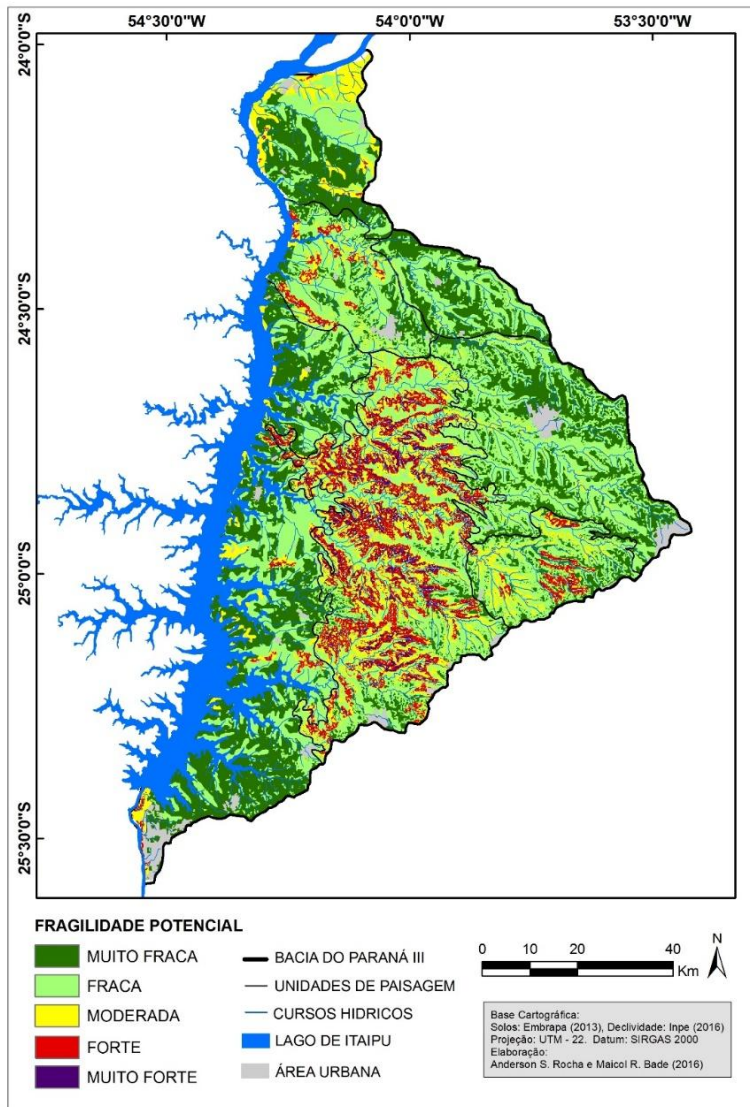 54°30'0"W 54°0'0"W 53°30'0"W
24°0'0"S
24°30'0"S
25°0'0"S
25°30'0"S
FRAGILIDADE POTENCIAL
MUITO FRACA
FRACA
MODERADA
FORTE
MUITO FORTE
BACIA DO PARANÁ III
UNIDADES DE PAISAGEM
CURSOS HIDRICOS
LAGO DE ITAIPU
ÁREA URBANA
0 10 20 40
Km
N
Base Cartográfica:
Solos: Embrapa (2013), Declividade: Inpe (2016)
Projeção: UTM - 22. Datum: SIRGAS 2000
Elaboração:
Anderson S. Rocha e Maicol R. Bade (2016)